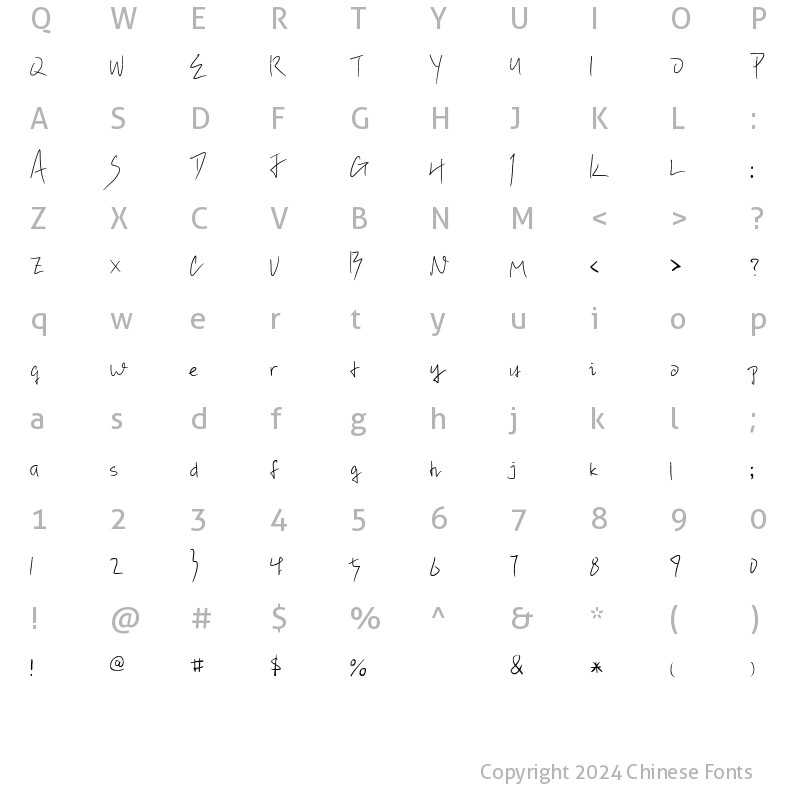 Q W E R T Y U I O P
Q W E R T Y U I O P
A S D F G H J K L :
A S D F G H J K L :
Z X C V B N M < > ?
Z X C V B N M < > ?
q w e r t y u i o p
q w e r t y u i o p
a s d f g h j k l ;
a s d f g h j k l ;
1 2 3 4 5 6 7 8 9 0
1 2 3 4 5 6 7 8 9 0
! @ # $ % ^ & * ( )
! @ # $ % & * ( )
Copyright 2024 Chinese Fonts